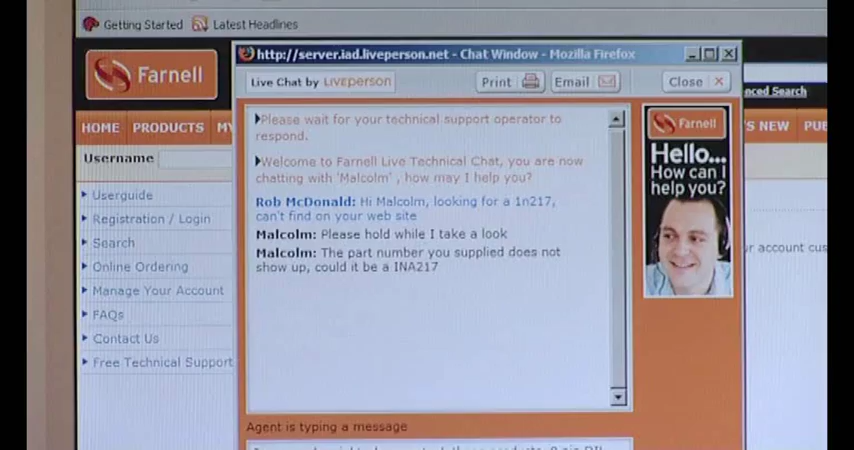 Getting Started Latest Headlines
http://server.iad.liveperson.net - Chat Window - Mozilla Firefox
Farnell
Live Chat by LIVEPERSON
Print
Email
Close
nced Search
HOME PRODUCTS MY
'S NEW PUB
Username
Userguide
Registration / Login
Search
Online Ordering
Manage Your Account
FAQs
Contact Us
Free Technical Support
Please wait for your technical support operator to
respond.
Welcome to Farnell Live Technical Chat, you are now
chatting with 'Malcolm' , how may I help you?
Rob McDonald: Hi Malcolm, looking for a 1n217,
can't find on your web site
Malcolm: Please hold while I take a look
Malcolm: The part number you supplied does not
show up, could it be a INA217
Agent is typing a message
Farnell
Hello...
How can I
help you?
ur account cus